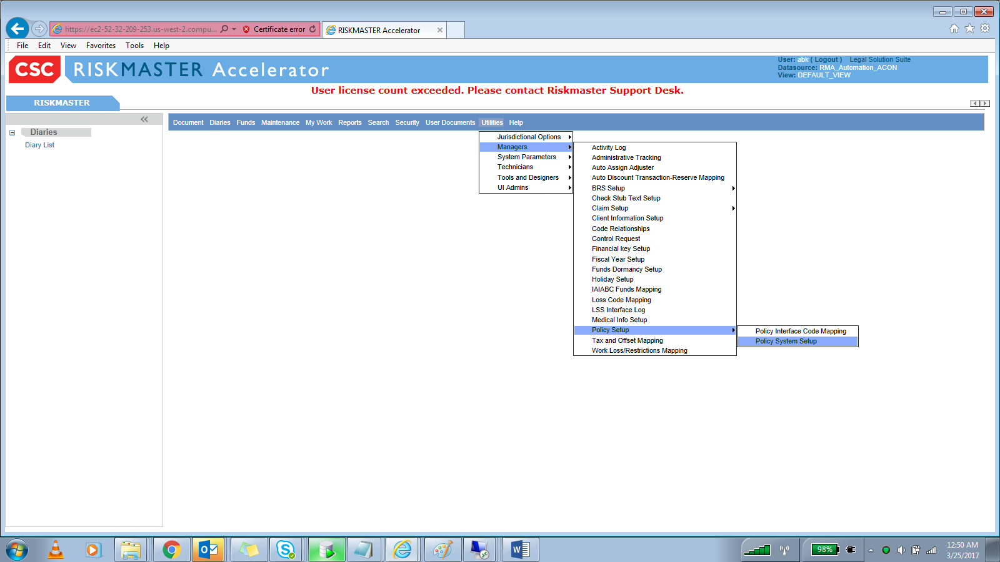 https://ec2-52-32-209-253.us-west-2.compu... Certificate error RISKMASTER Accelerator
File Edit View Favorites Tools Help
CSC RISKMASTER Accelerator
User: abk ( Logout ) Legal Solution Suite
Datasource: RMA_Automation_ACON
View: DEFAULT_VIEW
User license count exceeded. Please contact Riskmaster Support Desk.
RISKMASTER
Diaries
Diary List
Document Diaries Funds Maintenance My Work Reports Search Security User Documents Utilities Help
Jurisdictional Options
Managers
System Parameters
Technicians
Tools and Designers
UI Admins
Activity Log
Administrative Tracking
Auto Assign Adjuster
Auto Discount Transaction-Reserve Mapping
BRS Setup
Check Stub Text Setup
Claim Setup
Client Information Setup
Code Relationships
Control Request
Financial key Setup
Fiscal Year Setup
Funds Dormancy Setup
Holiday Setup
IAIABC Funds Mapping
Loss Code Mapping
LSS Interface Log
Medical Info Setup
Policy Setup
Tax and Offset Mapping
Work Loss/Restrictions Mapping
Policy Interface Code Mapping
Policy System Setup
98%
12:50 AM
3/25/2017